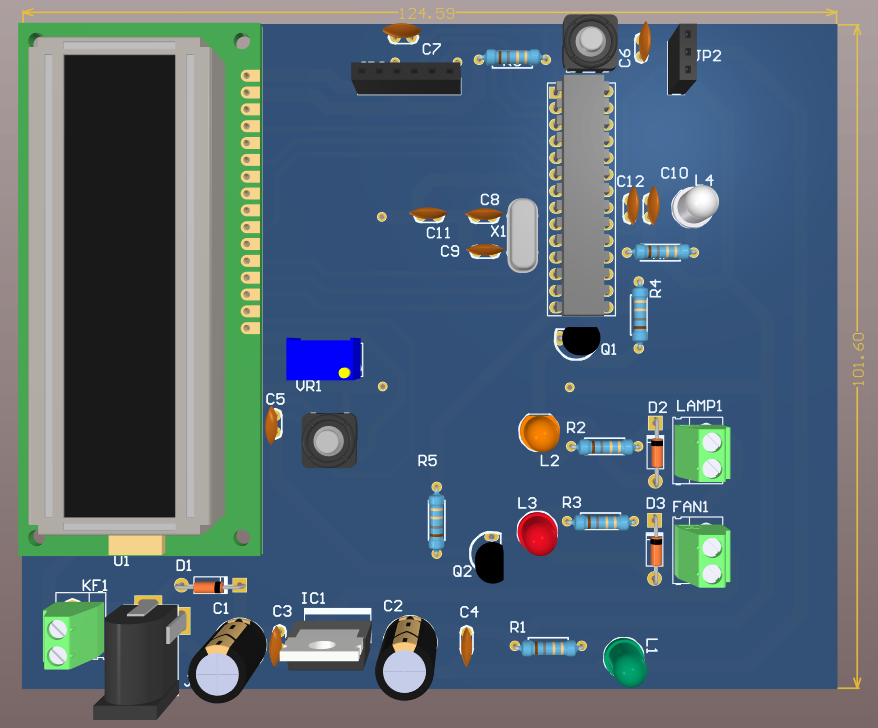 124.59
C7
C6
JP2
C12
C10
L4
C8
X1
C11
C9
R4
Q1
101.60
VR1
C5
D2
LAMP1
R2
L2
R5
L3
R3
D3
FAN1
Q2
U1
D1
KF1
C1
C3
IC1
C2
C4
R1
L1